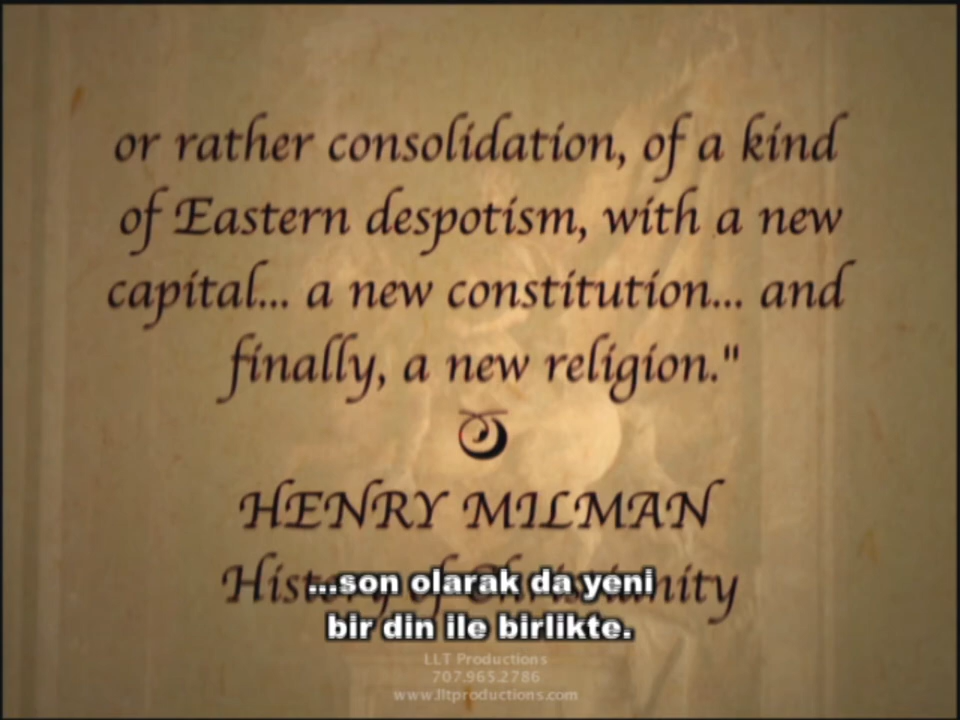 or rather consolidation, of a kind
of Eastern despotism, with a new
capital... a new constitution... and
finally, a new religion."
HENRY MILMAN
History of Christianity
...son olarak da yeni
bir din ile birlikte.
LLT Productions
707.965.2786
www.lltproductions.com